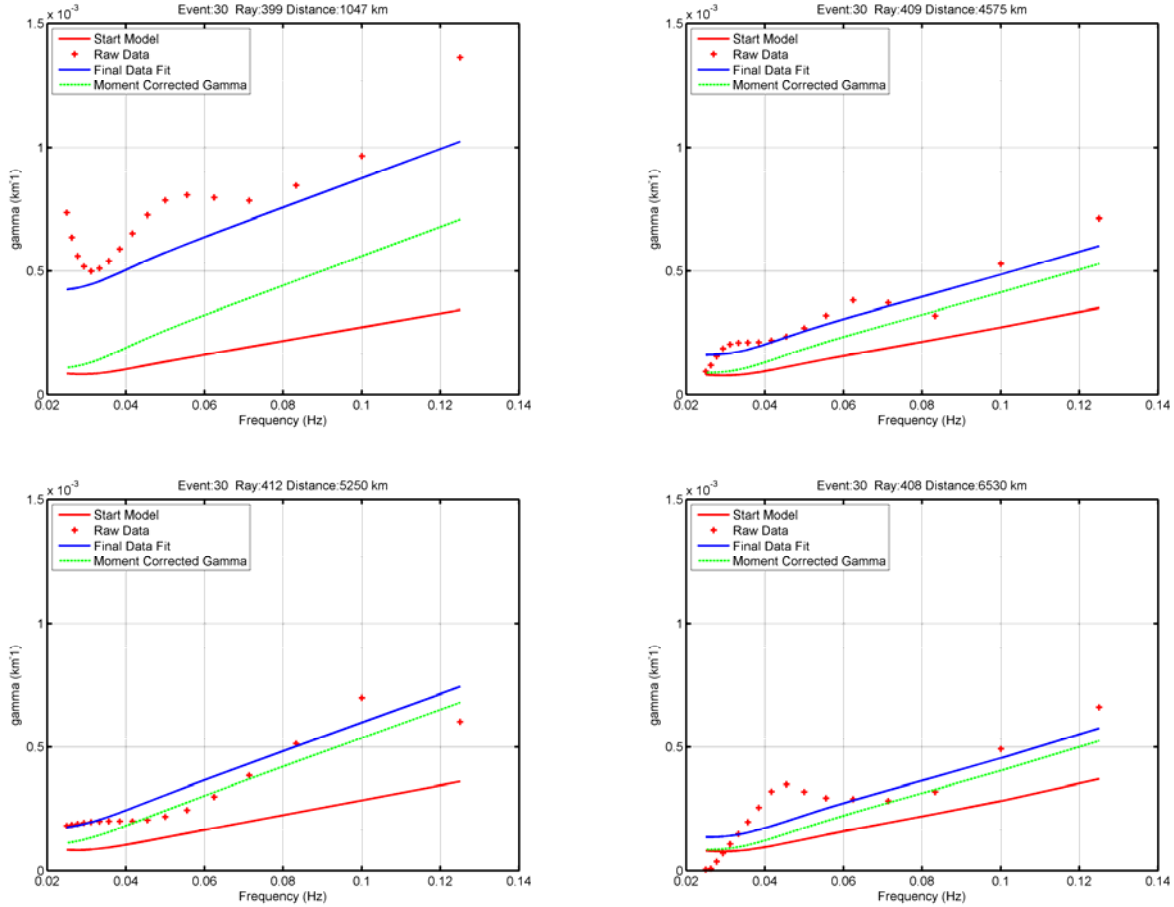 Event:30 Ray:399 Distance:1047 km
x 10⁻³
1.5
1
0.5
0
gamma (km⁻1)
Start Model
Raw Data
Final Data Fit
Moment Corrected Gamma
0.02 0.04 0.06 0.08 0.1 0.12 0.14
Frequency (Hz)
Event:30 Ray:409 Distance:4575 km
x 10⁻³
1.5
1
0.5
0
gamma (km⁻1)
Start Model
Raw Data
Final Data Fit
Moment Corrected Gamma
0.02 0.04 0.06 0.08 0.1 0.12 0.14
Frequency (Hz)
Event:30 Ray:412 Distance:5250 km
x 10⁻³
1.5
1
0.5
0
gamma (km⁻1)
Start Model
Raw Data
Final Data Fit
Moment Corrected Gamma
0.02 0.04 0.06 0.08 0.1 0.12 0.14
Frequency (Hz)
Event:30 Ray:408 Distance:6530 km
x 10⁻³
1.5
1
0.5
0
gamma (km⁻1)
Start Model
Raw Data
Final Data Fit
Moment Corrected Gamma
0.02 0.04 0.06 0.08 0.1 0.12 0.14
Frequency (Hz)